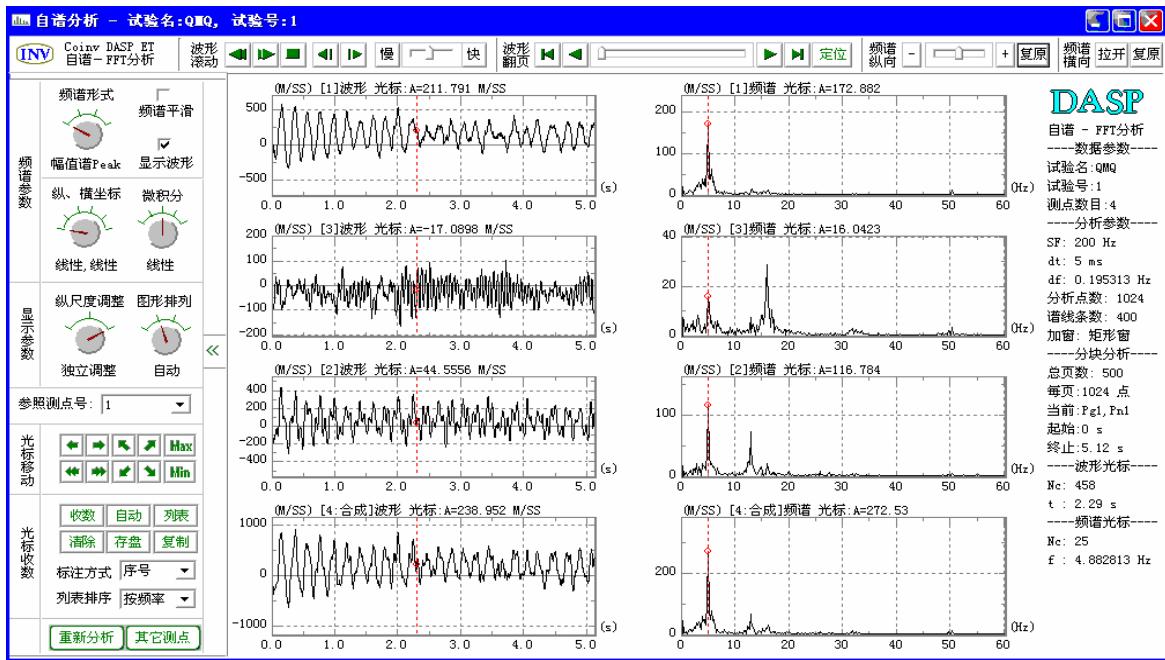 自谱分析 - 试验名:QMQ, 试验号:1
INV
Coinv DASP ET
自谱-FFT分析
波形滚动
慢
快
波形翻页
定位
频谱纵向
-
+
复原
频谱横向
拉开
复原
频谱参数
频谱形式
频谱平滑
幅值谱Peak
显示波形
纵、横坐标
微积分
线性,线性
线性
显示参数
纵尺度调整
图形排列
独立调整
自动
<<
参照测点号:
1
光标移动
Max
Min
光标收数
收数
自动
列表
清除
存盘
复制
标注方式
序号
列表排序
按频率
重新分析
其它测点
(M/SS) [1]波形 光标:A=211.791 M/SS
500
0
-500
(s)
0.0 1.0 2.0 3.0 4.0 5.0
(M/SS) [1]频谱 光标:A=172.882
200
100
0
(Hz)
0 10 20 30 40 50 60
(M/SS) [3]波形 光标:A=-17.0898 M/SS
200
100
0
-100
-200
(s)
0.0 1.0 2.0 3.0 4.0 5.0
(M/SS) [3]频谱 光标:A=16.0423
40
20
0
(Hz)
0 10 20 30 40 50 60
(M/SS) [2]波形 光标:A=44.5556 M/SS
400
200
0
-200
-400
(s)
0.0 1.0 2.0 3.0 4.0 5.0
(M/SS) [2]频谱 光标:A=116.784
100
0
(Hz)
0 10 20 30 40 50 60
(M/SS) [4:合成]波形 光标:A=238.952 M/SS
1000
0
-1000
(s)
0.0 1.0 2.0 3.0 4.0 5.0
(M/SS) [4:合成]频谱 光标:A=272.53
200
0
(Hz)
0 10 20 30 40 50 60
DASP
自谱 - FFT分析
----数据参数----
试验名:QMQ
试验号:1
测点数目:4
----分析参数----
SF: 200 Hz
dt: 5 ms
df: 0.195313 Hz
分析点数: 1024
谱线条数: 400
加窗: 矩形窗
----分块分析----
总页数: 500
每页:1024 点
当前:Pg1,Pn1
起始:0 s
终止:5.12 s
----波形光标----
Nc: 458
t : 2.29 s
----频谱光标----
Nc: 25
f : 4.882813 Hz